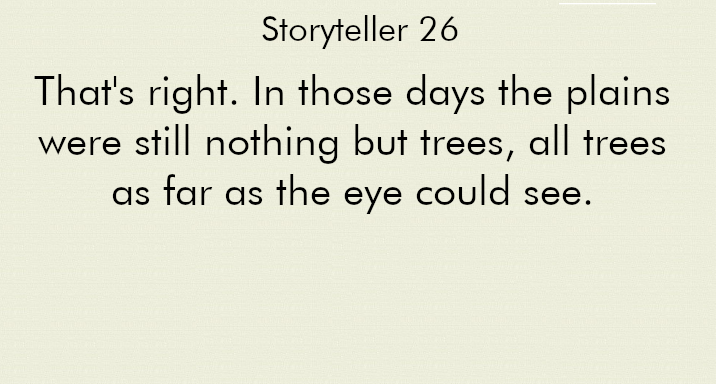 Storyteller 26
That's right. In those days the plains
were still nothing but trees, all trees
as far as the eye could see.